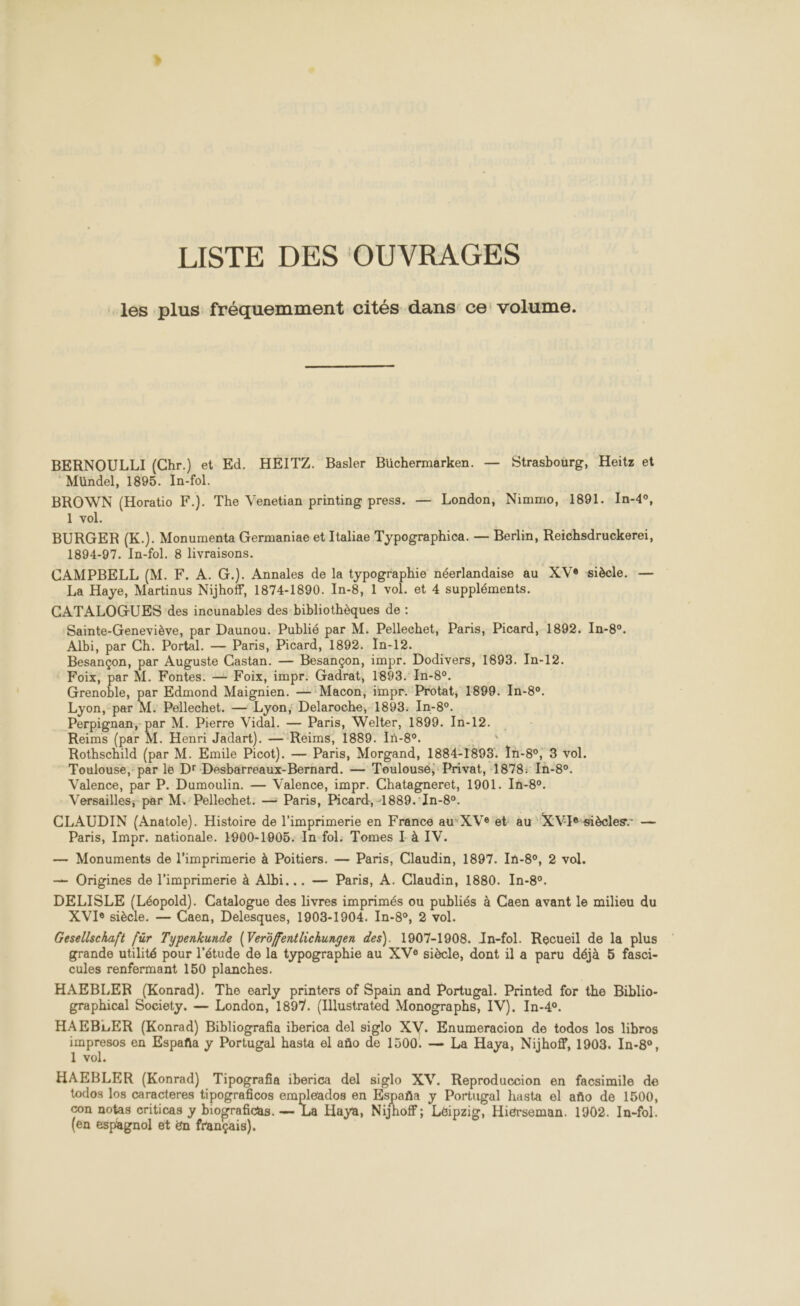 LISTE DES OUVRAGES
les plus fréquemment cités dans ce volume.
BERNOULLI (Chr.) et Ed. HEITZ. Basler Büchermarken. — Strasbourg, Heitz et
Mündel, 1895. In-fol.
BROWN (Horatio F.). The Venetian printing press. — London, Nimmo, 1891. In-4°,
1 vol.
BURGER (K.). Monumenta Germaniae et Italiae Typographica. — Berlin, Reichsdruckerei,
1894-97. In-fol. 8 livraisons.
CAMPBELL (M. F. A. G.). Annales de la typographie néerlandaise au XVe siècle. —
La Haye, Martinus Nijhoff, 1874-1890. In-8, 1 vol. et 4 suppléments.
CATALOGUES des incunables des bibliothèques de :
Sainte-Geneviève, par Daunou. Publié par M. Pellechet, Paris, Picard, 1892. In-8°.
Albi, par Ch. Portal. — Paris, Picard, 1892. In-12.
Besançon, par Auguste Castan. — Besançon, impr. Dodivers, 1893. In-12.
Foix, par M. Fontes. — Foix, impr. Gadrat, 1893. In-8°.
Grenoble, par Edmond Maignien. — Macon, impr. Protat, 1899. In-8°.
Lyon, par M. Pellechet. — Lyon, Delaroche, 1893. In-8°.
Perpignan, par M. Pierre Vidal. — Paris, Welter, 1899. In-12.
Reims (par M. Henri Jadart). — Reims, 1889. In-8°.
Rothschild (par M. Emile Picot). — Paris, Morgand, 1884-1893. In-8°, 3 vol.
Toulouse, par le Dr Desbarreaux-Bernard. — Toulouse, Privat, 1878. In-8°.
Valence, par P. Dumoulin. — Valence, impr. Chatagneret, 1901. In-8°.
Versailles, par M. Pellechet. — Paris, Picard, 1889. In-8°.
CLAUDIN (Anatole). Histoire de l'imprimerie en France au XVe et au XVIe siècles. —
Paris, Impr. nationale. 1900-1905. In fol. Tomes I à IV.
— Monuments de l'imprimerie à Poitiers. — Paris, Claudin, 1897. In-8°, 2 vol.
— Origines de l'imprimerie à Albi... — Paris, A. Claudin, 1880. In-8°.
DELISLE (Léopold). Catalogue des livres imprimés ou publiés à Caen avant le milieu du
XVIe siècle. — Caen, Delesques, 1903-1904. In-8°, 2 vol.
Gesellschaft für Typenkunde (Veröffentlichungen des). 1907-1908. In-fol. Recueil de la plus
grande utilité pour l'étude de la typographie au XVe siècle, dont il a paru déjà 5 fasci-
cules renfermant 150 planches.
HAEBLER (Konrad). The early printers of Spain and Portugal. Printed for the Biblio-
graphical Society. — London, 1897. (Illustrated Monographs, IV). In-4°.
HAEBLER (Konrad) Bibliografia iberica del siglo XV. Enumeracion de todos los libros
impresos en España y Portugal hasta el año de 1500. — La Haya, Nijhoff, 1903. In-8°,
1 vol.
HAEBLER (Konrad) Tipografia iberica del siglo XV. Reproduccion en facsimile de
todos los caracteres tipograficos empleados en España y Portugal hasta el año de 1500,
con notas criticas y biograficas. — La Haya, Nijhoff; Leipzig, Hierseman. 1902. In-fol.
(en espagnol et en français).